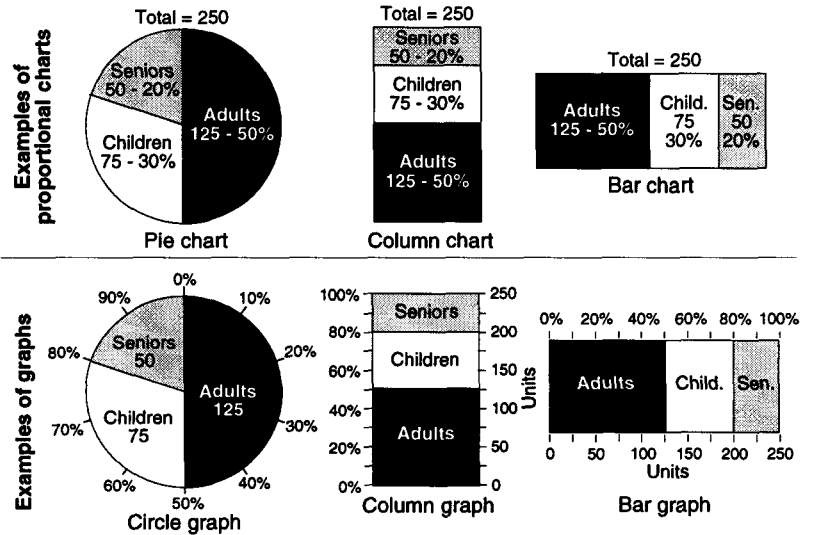 Examples of
proportional charts
Total = 250
Seniors
50 - 20%
Adults
125 - 50%
Children
75 - 30%
Pie chart
Total = 250
Seniors
50 - 20%
Children
75 - 30%
Adults
125 - 50%
Column chart
Total = 250
Adults
125 - 50%
Child.
75
30%
Sen.
50
20%
Bar chart
Examples of graphs
0%
10%
20%
30%
40%
50%
60%
70%
80%
90%
Seniors
50
Adults
125
Children
75
Circle graph
100%
80%
60%
40%
20%
0%
Seniors
Children
Adults
250
200
150
100
50
0
Units
Column graph
0% 20% 40% 60% 80% 100%
Adults Child. Sen.
0 50 100 150 200 250
Units
Bar graph